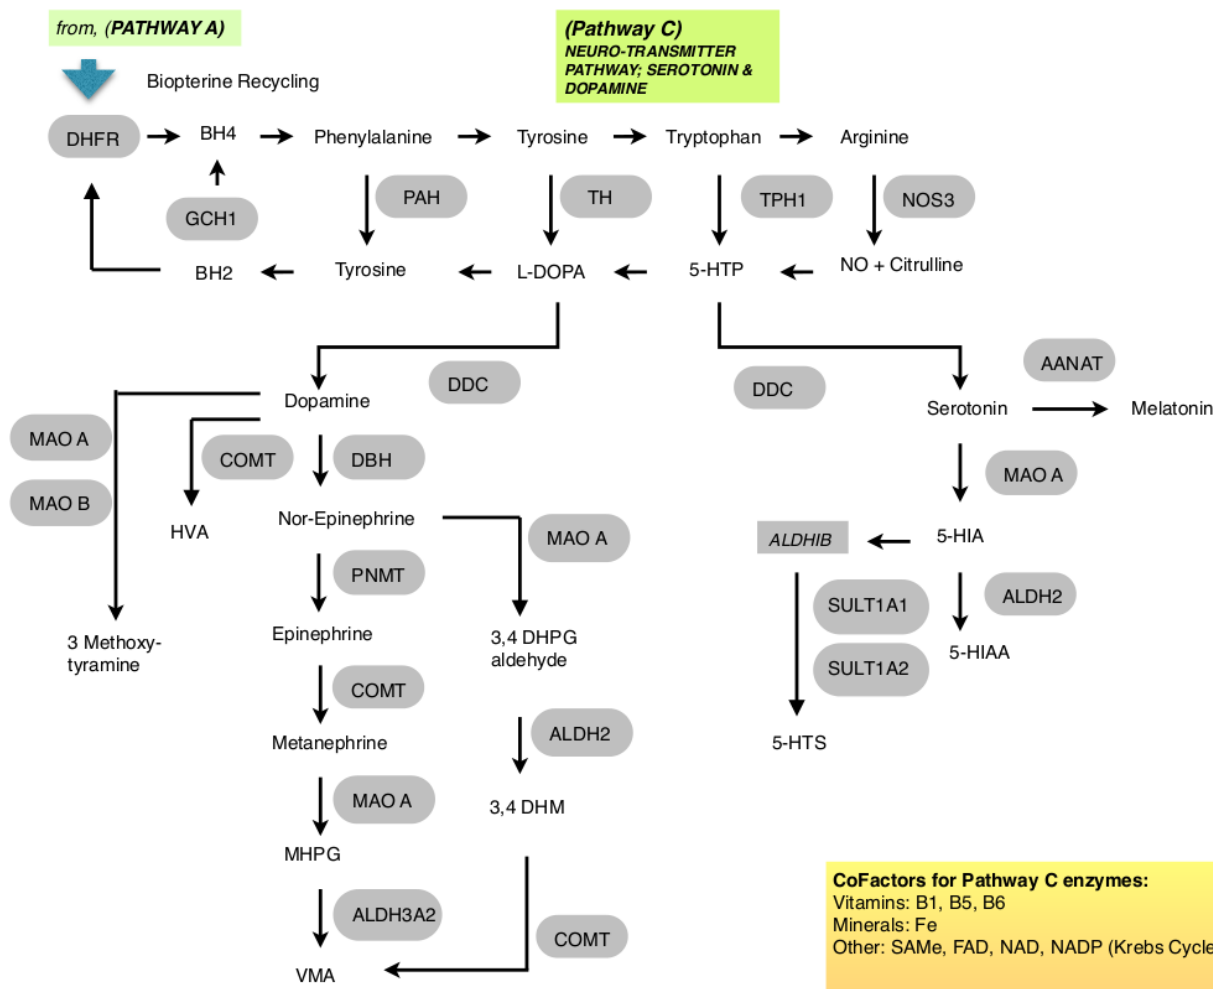 from, (PATHWAY A)
(Pathway C)
NEURO-TRANSMITTER
PATHWAY; SEROTONIN &
DOPAMINE
Biopterine Recycling
DHFR
BH4
Phenylalanine
Tyrosine
Tryptophan
Arginine
GCH1
PAH
TH
TPH1
NOS3
BH2
Tyrosine
L-DOPA
5-HTP
NO + Citrulline
DDC
DDC
AANAT
Dopamine
Serotonin
Melatonin
MAO A
MAO B
COMT
DBH
MAO A
HVA
Nor-Epinephrine
MAO A
ALDHIB
5-HIA
PNMT
SULT1A1
ALDH2
3 Methoxy-
tyramine
Epinephrine
3,4 DHPG
aldehyde
SULT1A2
5-HIAA
COMT
Metanephrine
ALDH2
5-HTS
MAO A
3,4 DHM
MHPG
ALDH3A2
COMT
VMA
CoFactors for Pathway C enzymes:
Vitamins: B1, B5, B6
Minerals: Fe
Other: SAMe, FAD, NAD, NADP (Krebs Cycle